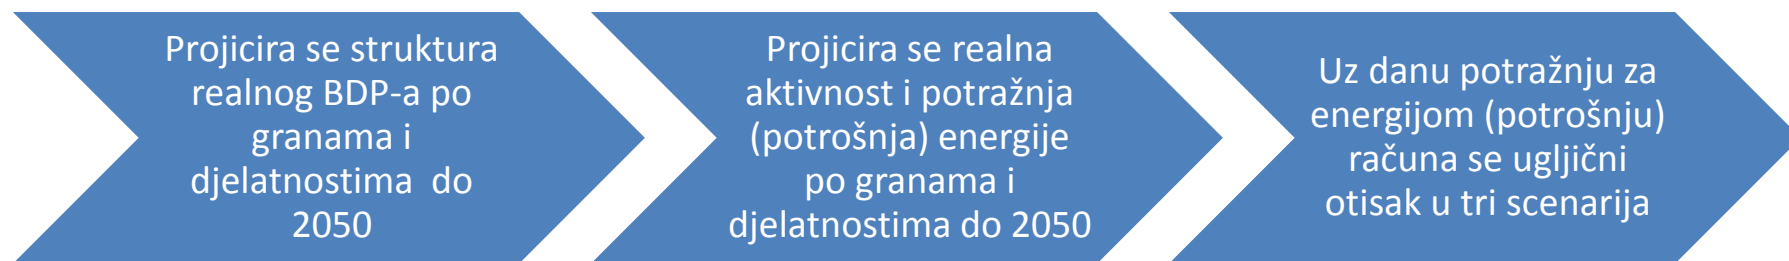 Projicira se struktura
realnog BDP-a po
granama i
djelatnostima do
2050
Projicira se realna
aktivnost i potražnja
(potrošnja) energije
po granama i
djelatnostima do 2050
Uz danu potražnju za
energijom (potrošnju)
računa se ugljični
otisak u tri scenarija